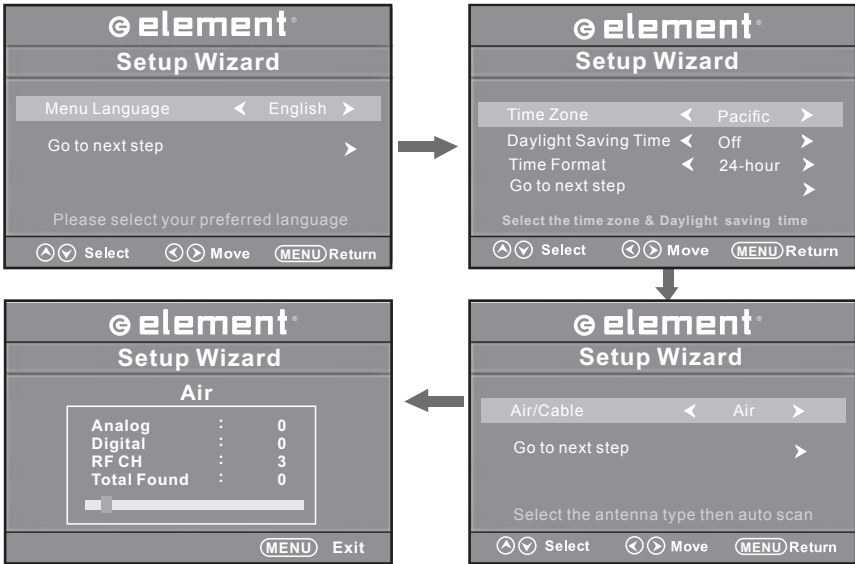 element®
Setup Wizard
Menu Language English
Go to next step
Please select your preferred language
Select Move MENU Return
element®
Setup Wizard
Time Zone Pacific
Daylight Saving Time Off
Time Format 24-hour
Go to next step
Select the time zone & Daylight saving time
Select Move MENU Return
element®
Setup Wizard
Air/Cable Air
Go to next step
Select the antenna type then auto scan
Select Move MENU Return
element®
Setup Wizard
Air
Analog : 0
Digital : 0
RF CH : 3
Total Found : 0
MENU Exit